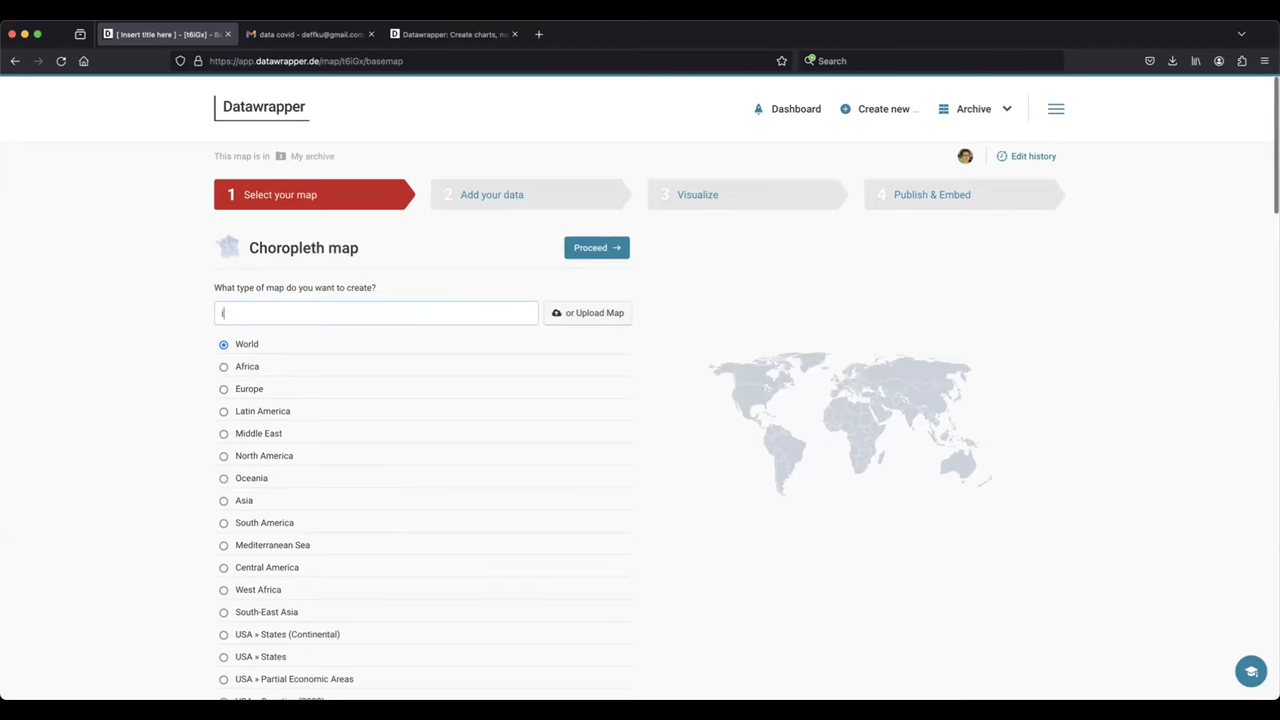 [ Insert title here ] - [t6iGx] - Ba
data covid - deffku@gmail.com
Datawrapper: Create charts, m
https://app.datawrapper.de/map/t6iGx/basemap
Search
Datawrapper
Dashboard
Create new ...
Archive
This map is in My archive
Edit history
1 Select your map
2 Add your data
3 Visualize
4 Publish & Embed
Choropleth map
Proceed →
What type of map do you want to create?
i
or Upload Map
World
Africa
Europe
Latin America
Middle East
North America
Oceania
Asia
South America
Mediterranean Sea
Central America
West Africa
South-East Asia
USA » States (Continental)
USA » States
USA » Partial Economic Areas